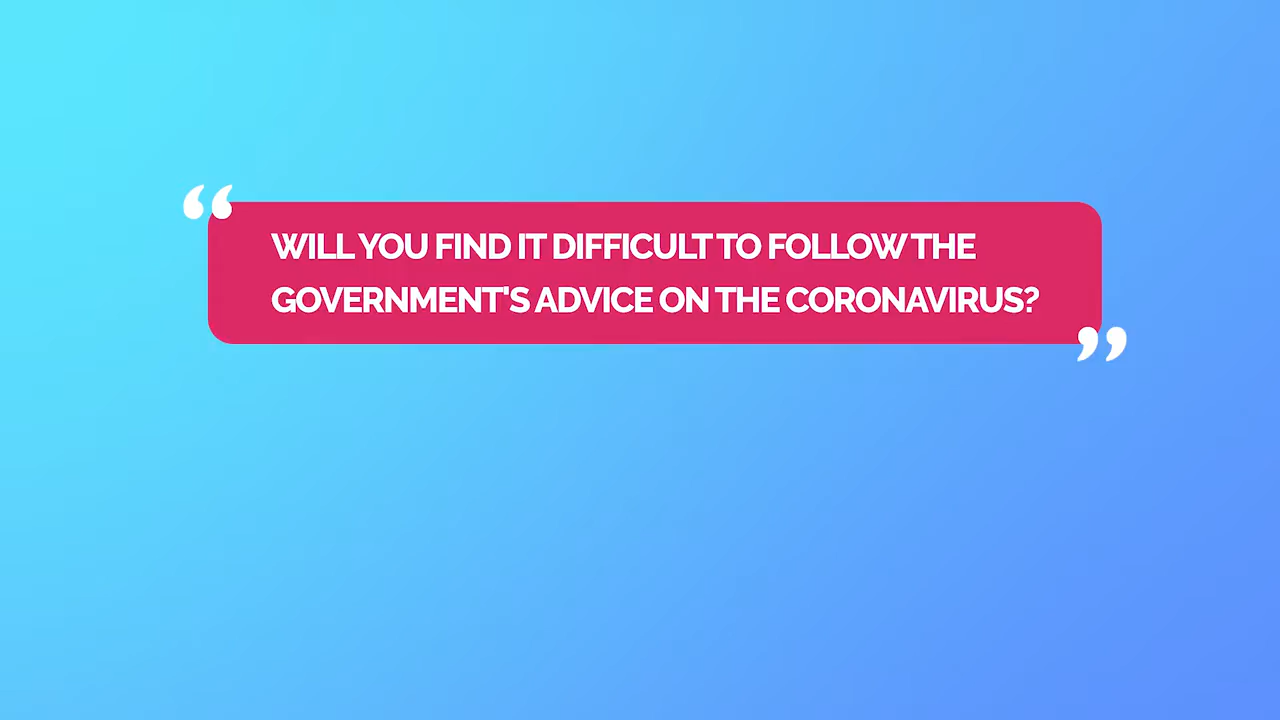 “
WILL YOU FIND IT DIFFICULT TO FOLLOW THE
GOVERNMENT'S ADVICE ON THE CORONAVIRUS?
”